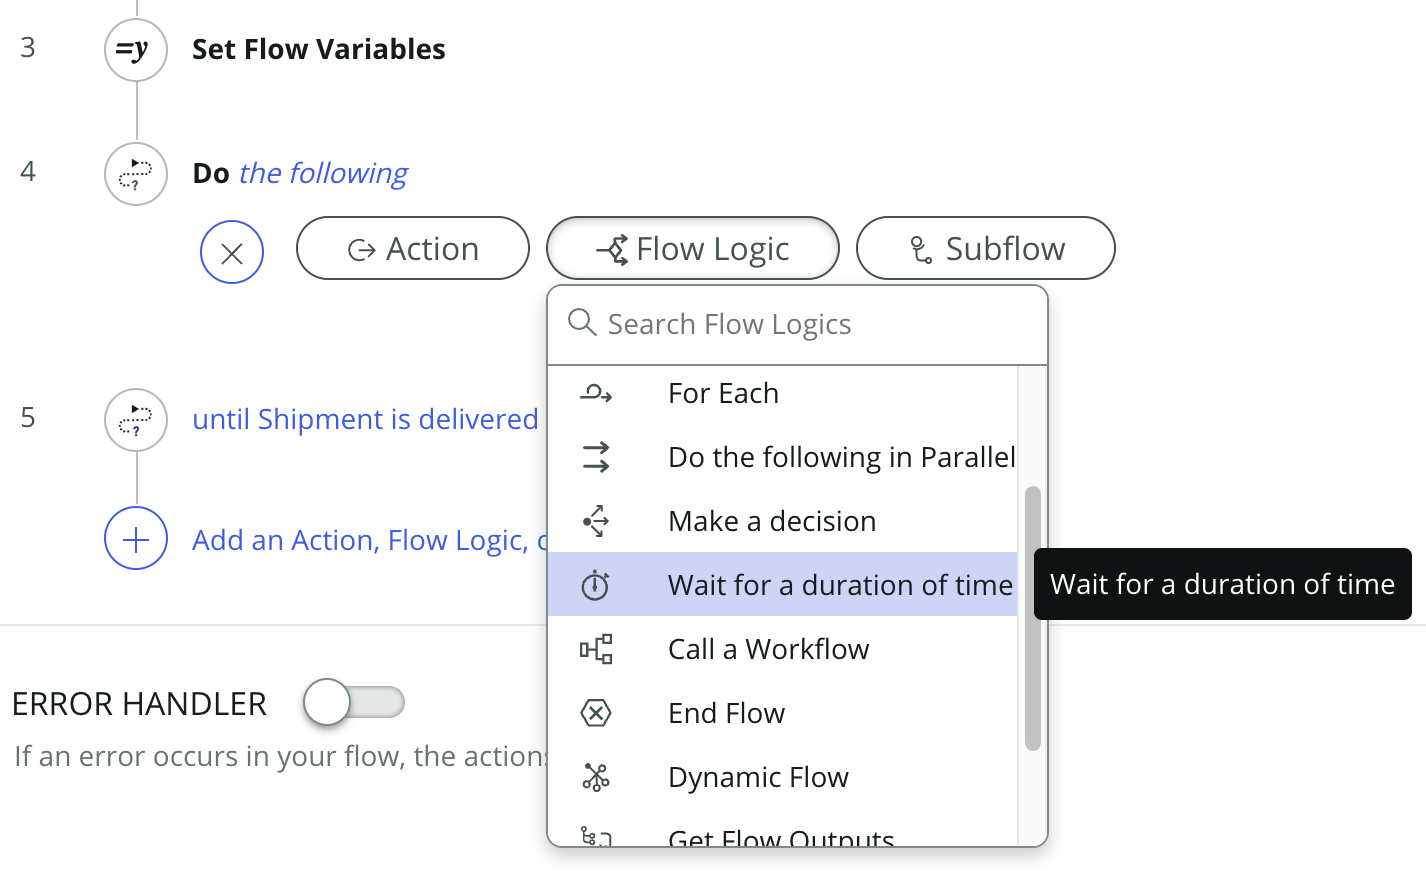 3 =y Set Flow Variables
4 Do the following
Action Flow Logic Subflow
Search Flow Logics
For Each
Do the following in Parallel
Make a decision
Wait for a duration of time
Wait for a duration of time
Call a Workflow
End Flow
Dynamic Flow
Get Flow Outputs
5 until Shipment is delivered
Add an Action, Flow Logic,
ERROR HANDLER
If an error occurs in your flow, the actions